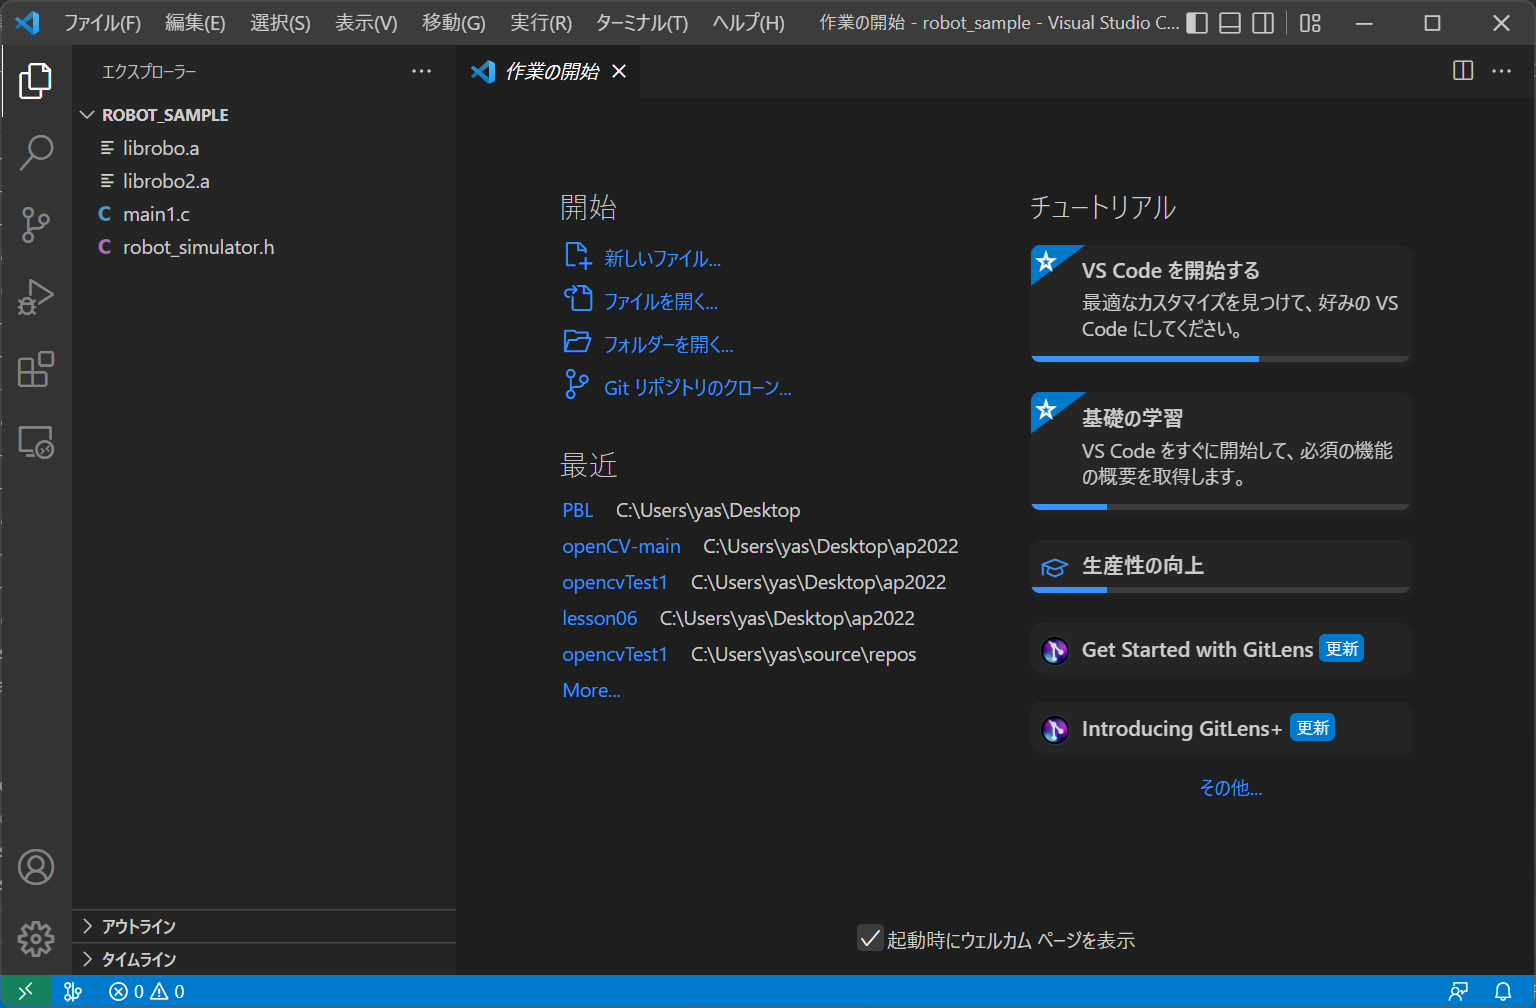 ファイル(F) 編集(E) 選択(S) 表示(V) 移動(G) 実行(R) ターミナル(T) ヘルプ(H) 作業の開始 - robot_sample - Visual Studio C...
エクスプローラー
作業の開始
ROBOT_SAMPLE
librobo.a
librobo2.a
C main1.c
C robot_simulator.h
開始
新しいファイル...
ファイルを開く...
フォルダーを開く...
Git リポジトリのクローン...
最近
PBL C:\Users\yas\Desktop
openCV-main C:\Users\yas\Desktop\ap2022
opencvTest1 C:\Users\yas\Desktop\ap2022
lesson06 C:\Users\yas\Desktop\ap2022
opencvTest1 C:\Users\yas\source\repos
More...
チュートリアル
VS Code を開始する
最適なカスタマイズを見つけて、好みの VS
Code にしてください。
基礎の学習
VS Code をすぐに開始して、必須の機能
の概要を取得します。
生産性の向上
Get Started with GitLens 更新
Introducing GitLens+ 更新
その他...
起動時にウェルカム ページを表示
アウトライン
タイムライン
0 0